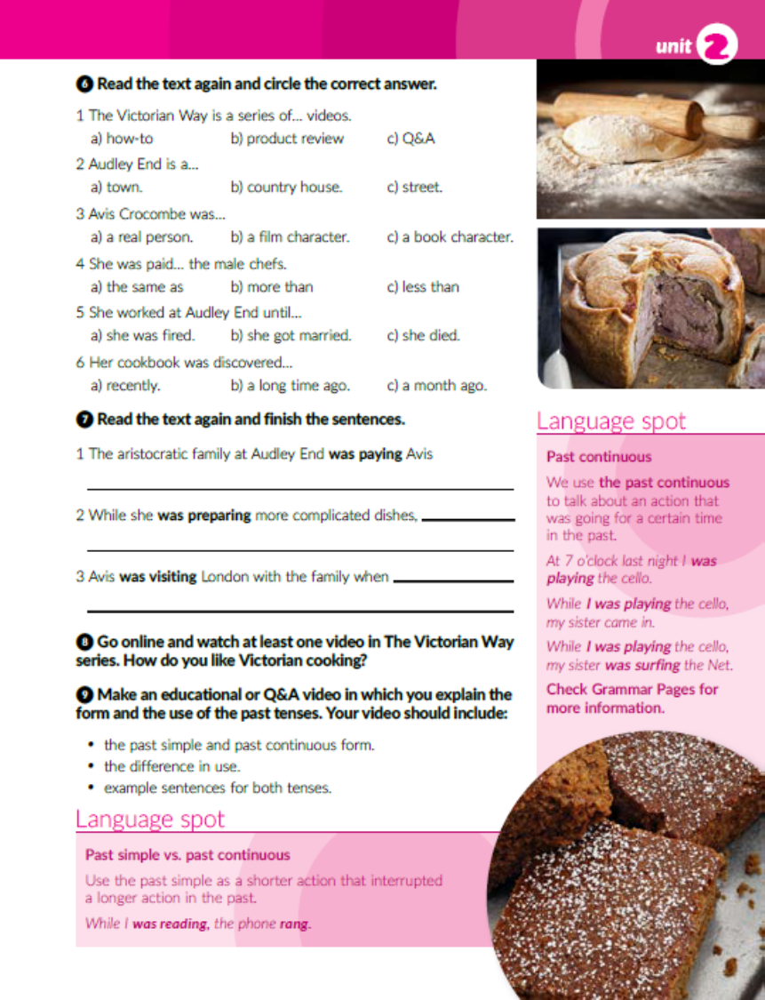 unit 2
6 Read the text again and circle the correct answer.
1 The Victorian Way is a series of... videos.
a) how-to b) product review c) Q&A
2 Audley End is a...
a) town. b) country house. c) street.
3 Avis Crocombe was...
a) a real person. b) a film character. c) a book character.
4 She was paid... the male chefs.
a) the same as b) more than c) less than
5 She worked at Audley End until...
a) she was fired. b) she got married. c) she died.
6 Her cookbook was discovered...
a) recently. b) a long time ago. c) a month ago.
7 Read the text again and finish the sentences.
1 The aristocratic family at Audley End was paying Avis
2 While she was preparing more complicated dishes,
3 Avis was visiting London with the family when
8 Go online and watch at least one video in The Victorian Way
series. How do you like Victorian cooking?
9 Make an educational or Q&A video in which you explain the
form and the use of the past tenses. Your video should include:
• the past simple and past continuous form.
• the difference in use.
• example sentences for both tenses.
Language spot
Past simple vs. past continuous
Use the past simple as a shorter action that interrupted
a longer action in the past.
While I was reading, the phone rang.
Language spot
Past continuous
We use the past continuous
to talk about an action that
was going for a certain time
in the past.
At 7 o'clock last night I was
playing the cello.
While I was playing the cello,
my sister came in.
While I was playing the cello,
my sister was surfing the Net.
Check Grammar Pages for
more information.